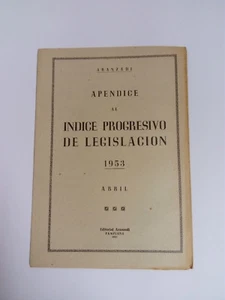 ARANZADI
APENDICE
AL
INDICE PROGRESIVO
DE LEGISLACION
1953
ABRIL
Editorial Aranzadi
PAMPLONA